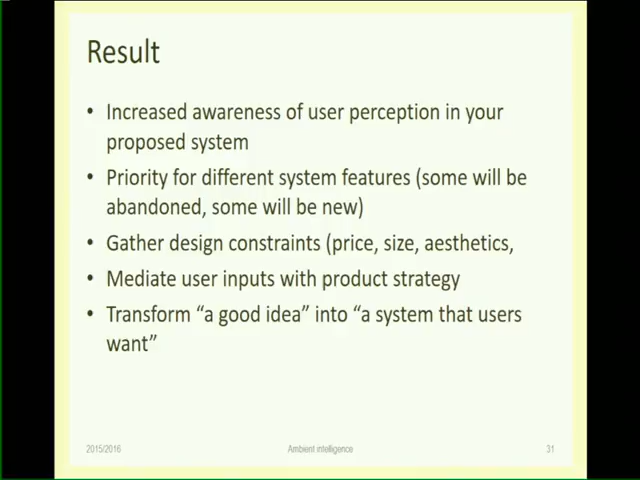 Result
• Increased awareness of user perception in your
proposed system
• Priority for different system features (some will be
abandoned, some will be new)
• Gather design constraints (price, size, aesthetics,
• Mediate user inputs with product strategy
• Transform “a good idea” into “a system that users
want”
2015/2016 Ambient intelligence 31